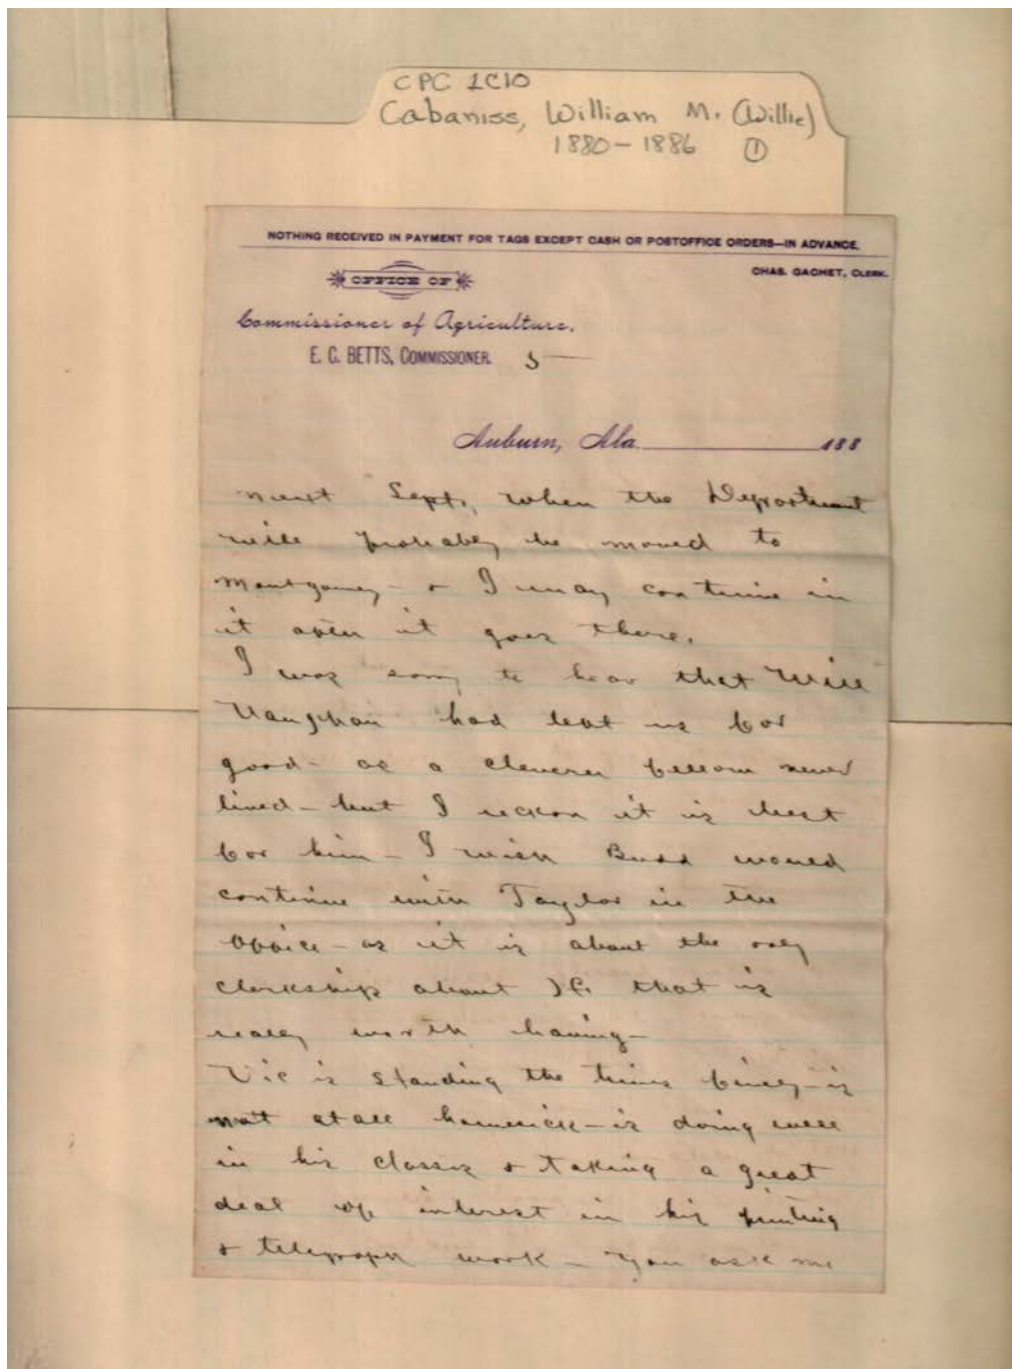 CPC 1C10
Cabaniss, William M. (Willie)
1880-1886 ①
NOTHING RECEIVED IN PAYMENT FOR TAGS EXCEPT CASH OR POSTOFFICE ORDERS—IN ADVANCE.
CHAS. GACHET, CLERK.
OFFICE OF
Commissioner of Agriculture.
E. C. BETTS, COMMISSIONER. 5—
Auburn, Ala. 188
next Sept, when the Department
will probably be moved to
Montgomery - & I may continue in
it after it goes there.
I was sorry to hear that Will
Vaughan had left us for
good - as a cleverer fellow never
lived - but I reckon it is best
for him - I wish Budd would
continue with Taylor in the
office - as it is about the only
clerkship about that is
really worth having -
Vic is standing the times finely - is
not atall homesick - is doing well
in his classes & taking a great
deal of interest in his printing
& telegraph work - You ask me